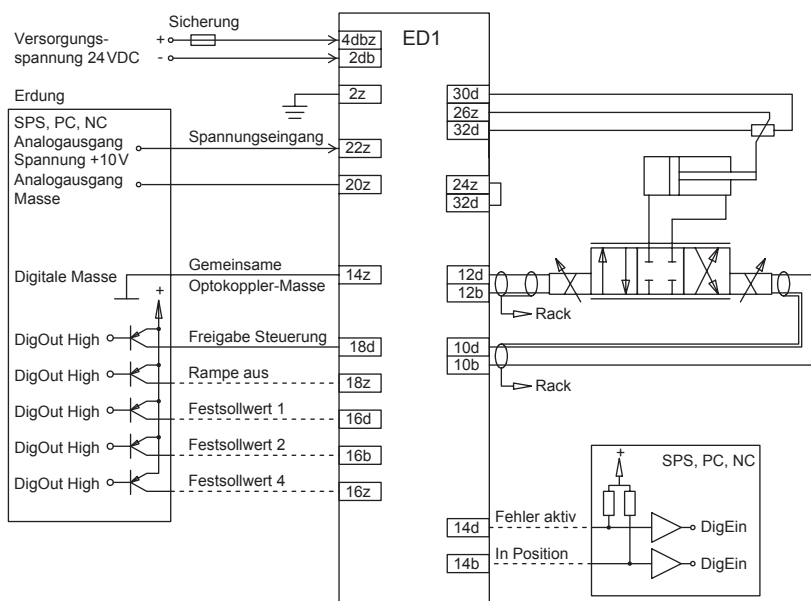 Sicherung
Versorgungs-
spannung 24 VDC
+
-
4dbz
2db
ED1
Erdung
2z
SPS, PC, NC
Analogausgang
Spannung +10 V
Spannungseingang
22z
Analogausgang
Masse
20z
Digitale Masse
Gemeinsame
Optokoppler-Masse
14z
+
DigOut High
Freigabe Steuerung
18d
DigOut High
Rampe aus
18z
DigOut High
Festsollwert 1
16d
DigOut High
Festsollwert 2
16b
DigOut High
Festsollwert 4
16z
30d
26z
32d
24z
32d
12d
12b
Rack
10d
10b
Rack
+
SPS, PC, NC
14d
Fehler aktiv
DigEin
14b
In Position
DigEin